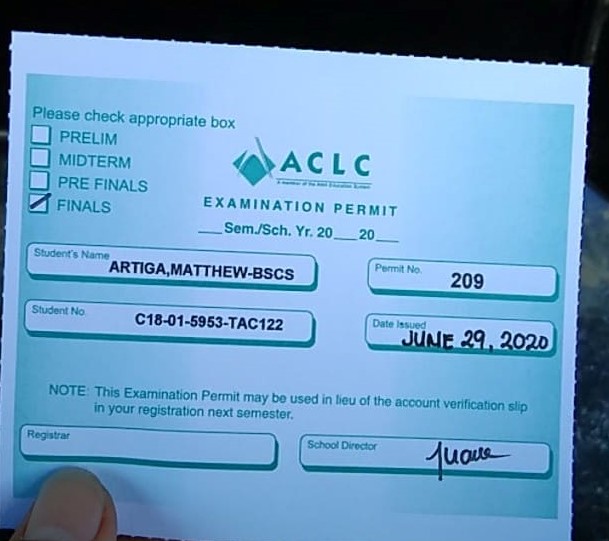 Please check appropriate box
PRELIM
MIDTERM
PRE FINALS
FINALS
ACLC
EXAMINATION PERMIT
___Sem./Sch. Yr. 20___20___
Student's Name
ARTIGA,MATTHEW-BSCS
Permit No.
209
Student No.
C18-01-5953-TAC122
Date Issued
JUNE 29, 2020
NOTE: This Examination Permit may be used in lieu of the account verification slip
in your registration next semester.
Registrar
School Director